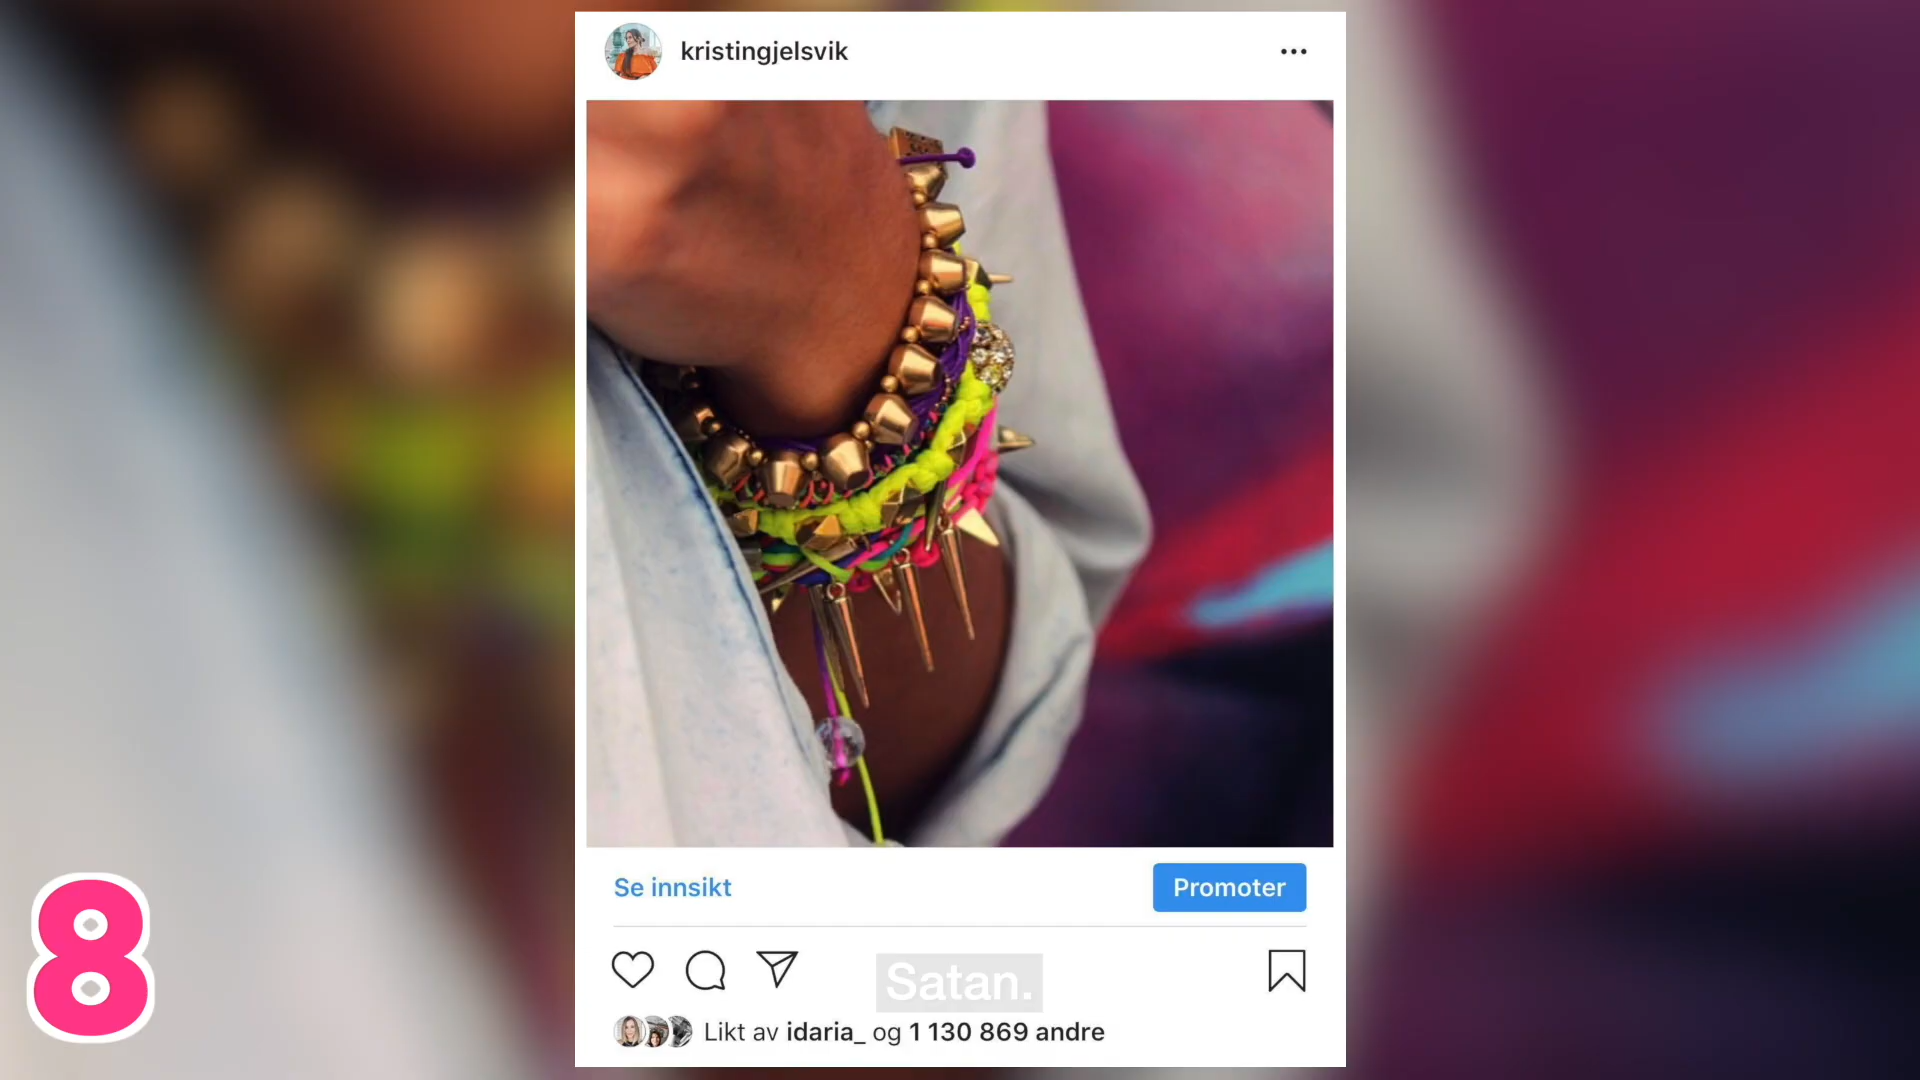 kristingjelsvik
Se innsikt
Promoter
Satan.
Likt av idaria_ og 1 130 869 andre
8